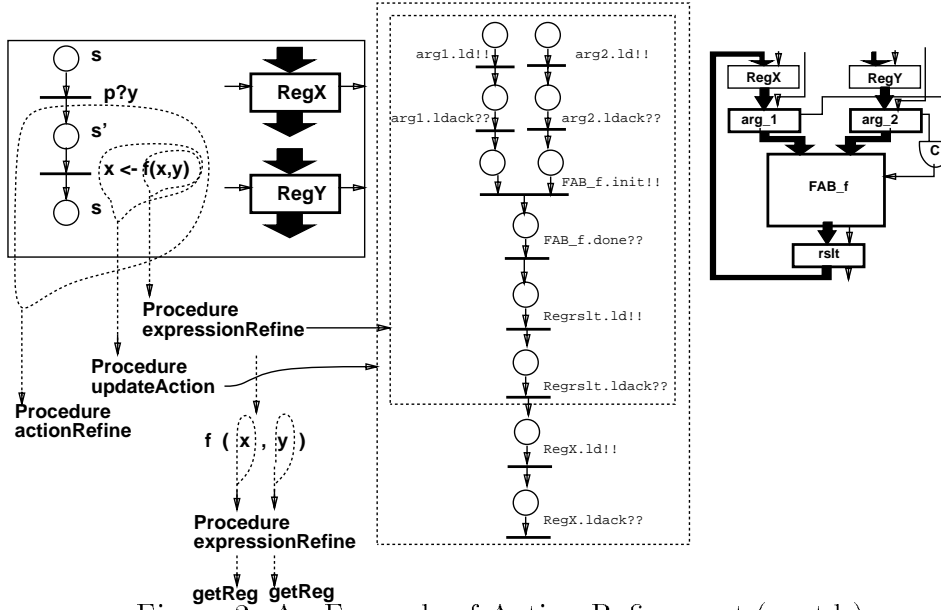 s
p?y
s'
x <- f(x,y)
s
RegX
RegY
Procedure
expressionRefine
Procedure
updateAction
Procedure
actionRefine
f ( x , y )
Procedure
expressionRefine
getReg getReg
arg1.ld!! arg2.ld!!
arg1.ldack?? arg2.ldack??
FAB_f.init!!
FAB_f.done??
Regrslt.ld!!
Regrslt.ldack??
RegX.ld!!
RegX.ldack??
RegX RegY
arg_1 arg_2
C
FAB_f
rslt